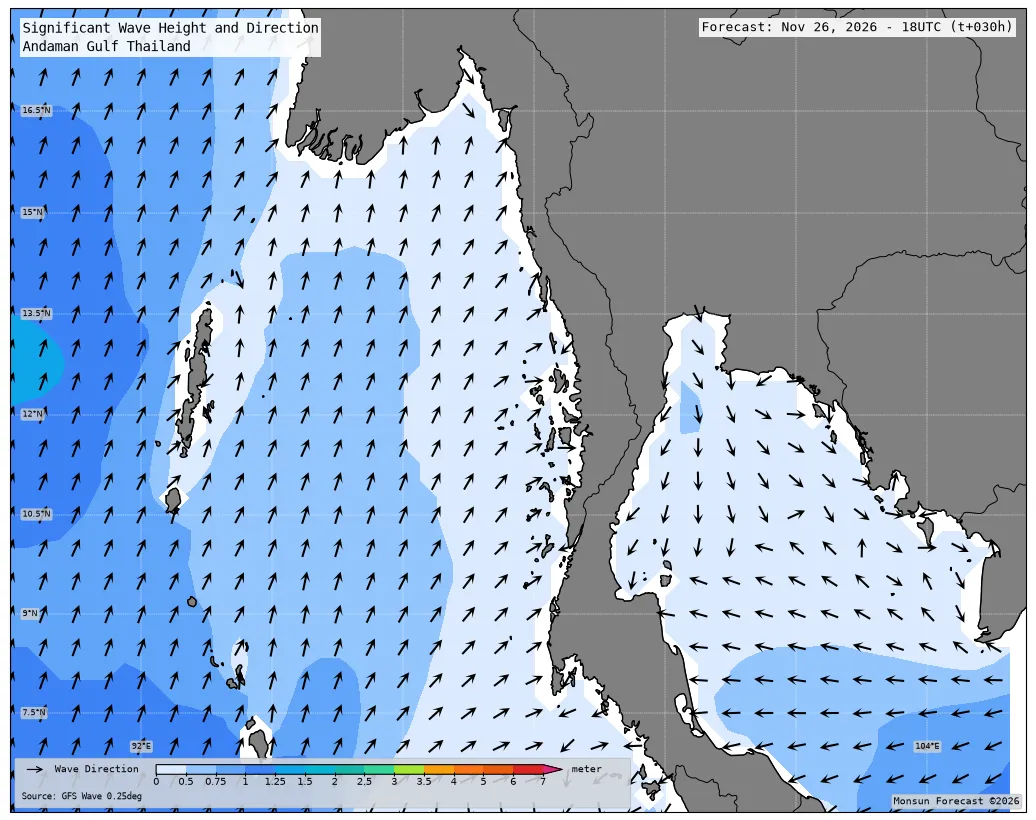 Significant Wave Height and Direction
Andaman Gulf Thailand
Forecast: Nov 26, 2026 - 18UTC (t+030h)
16.5°N
15°N
13.5°N
12°N
10.5°N
9°N
7.5°N
92°E
104°E
Wave Direction
0 0.5 0.75 1 1.25 1.5 2 2.5 3 3.5 4 5 6 7
meter
Source: GFS Wave 0.25deg
Monsun Forecast ©2026